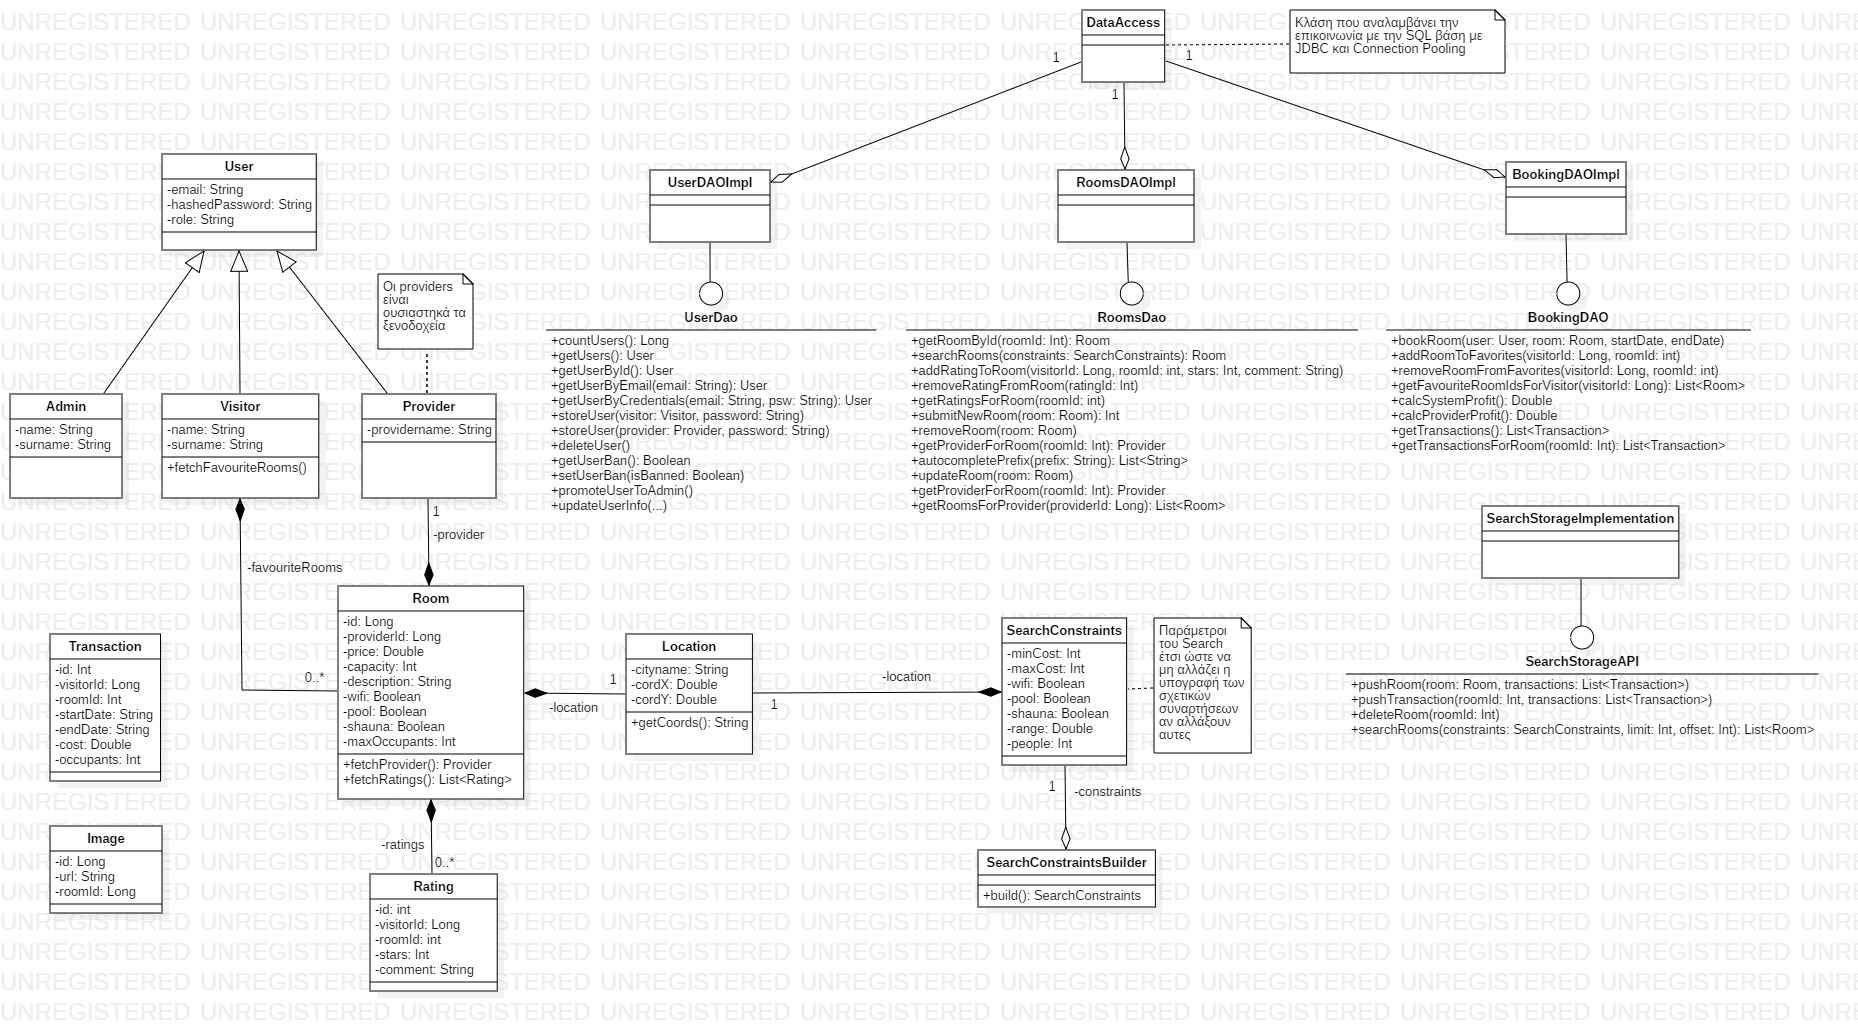 DataAccess
Κλάση που αναλαμβάνει την
επικοινωνία με την SQL βάση με
JDBC και Connection Pooling
1
1
1
User
-email: String
-hashedPassword: String
-role: String
UserDAOImpl
RoomsDAOImpl
BookingDAOImpl
Οι providers
είναι
ουσιαστηκά τα
ξενοδοχεία
Admin
-name: String
-surname: String
Visitor
-name: String
-surname: String
+fetchFavouriteRooms()
Provider
-providername: String
UserDao
+countUsers(): Long
+getUsers(): User
+getUserById(): User
+getUserByEmail(email: String): User
+getUserByCredentials(email: String, psw: String): User
+storeUser(visitor: Visitor, password: String)
+storeUser(provider: Provider, password: String)
+deleteUser()
+getUserBan(): Boolean
+setUserBan(isBanned: Boolean)
+promoteUserToAdmin()
+updateUserInfo(...)
RoomsDao
+getRoomById(roomId: Int): Room
+searchRooms(constraints: SearchConstraints): Room
+addRatingToRoom(visitorId: Long, roomId: int, stars: Int, comment: String)
+removeRatingFromRoom(ratingId: Int)
+getRatingsForRoom(roomId: int)
+submitNewRoom(room: Room): Int
+removeRoom(room: Room)
+getProviderForRoom(roomId: Int): Provider
+autocompletePrefix(prefix: String): List<String>
+updateRoom(room: Room)
+getProviderForRoom(roomId: Int): Provider
+getRoomsForProvider(providerId: Long): List<Room>
BookingDAO
+bookRoom(user: User, room: Room, startDate, endDate)
+addRoomToFavorites(visitorId: Long, roomId: int)
+removeRoomFromFavorites(visitorId: Long, roomId: int)
+getFavouriteRoomIdsForVisitor(visitorId: Long): List<Room>
+calcSystemProfit(): Double
+calcProviderProfit(): Double
+getTransactions(): List<Transaction>
+getTransactionsForRoom(roomId: Int): List<Transaction>
1
-provider
-favouriteRooms
0..*
Room
-id: Long
-providerId: Long
-price: Double
-capacity: Int
-description: String
-wifi: Boolean
-pool: Boolean
-shauna: Boolean
-maxOccupants: Int
+fetchProvider(): Provider
+fetchRatings(): List<Rating>
Transaction
-id: Int
-visitorId: Long
-roomId: Int
-startDate: String
-endDate: String
-cost: Double
-occupants: Int
1
-location
Location
-cityname: String
-cordX: Double
-cordY: Double
+getCoords(): String
-location
1
SearchConstraints
-minCost: Int
-maxCost: Int
-wifi: Boolean
-pool: Boolean
-shauna: Boolean
-range: Double
-people: Int
Παράμετροι
του Search
έτσι ώστε να
μη αλλάζει η
υπογραφή των
σχετικών
συναρτήσεων
αν αλλάξουν
αυτες
SearchStorageImplementation
SearchStorageAPI
+pushRoom(room: Room, transactions: List<Transaction>)
+pushTransaction(roomId: Int, transactions: List<Transaction>)
+deleteRoom(roomId: Int)
+searchRooms(constraints: SearchConstraints, limit: Int, offset: Int): List<Room>
1
-constraints
SearchConstraintsBuilder
+build(): SearchConstraints
Image
-id: Long
-url: String
-roomId: Long
-ratings
0..*
Rating
-id: int
-visitorId: Long
-roomId: int
-stars: Int
-comment: String